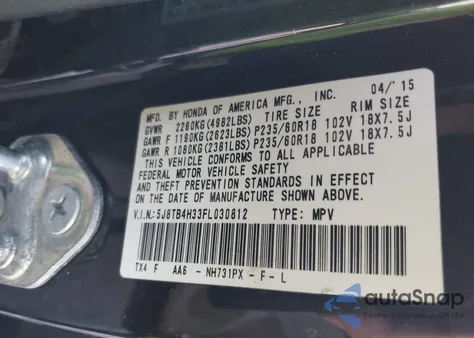 MFD. BY HONDA OF AMERICA MFG., INC. 04/'15
GVWR 2260KG(4982LBS) TIRE SIZE RIM SIZE
GAWR F 1190KG(2623LBS) P235/60R18 102V 18X7.5J
GAWR R 1080KG(2381LBS) P235/60R18 102V 18X7.5J
THIS VEHICLE CONFORMS TO ALL APPLICABLE
FEDERAL MOTOR VEHICLE SAFETY
AND THEFT PREVENTION STANDARDS IN EFFECT
ON THE DATE OF MANUFACTURE SHOWN ABOVE.
V.I.N.: 5J8TB4H33FL030812 TYPE: MPV
TX4 F AA6 - NH731PX - F - L
autoSnap